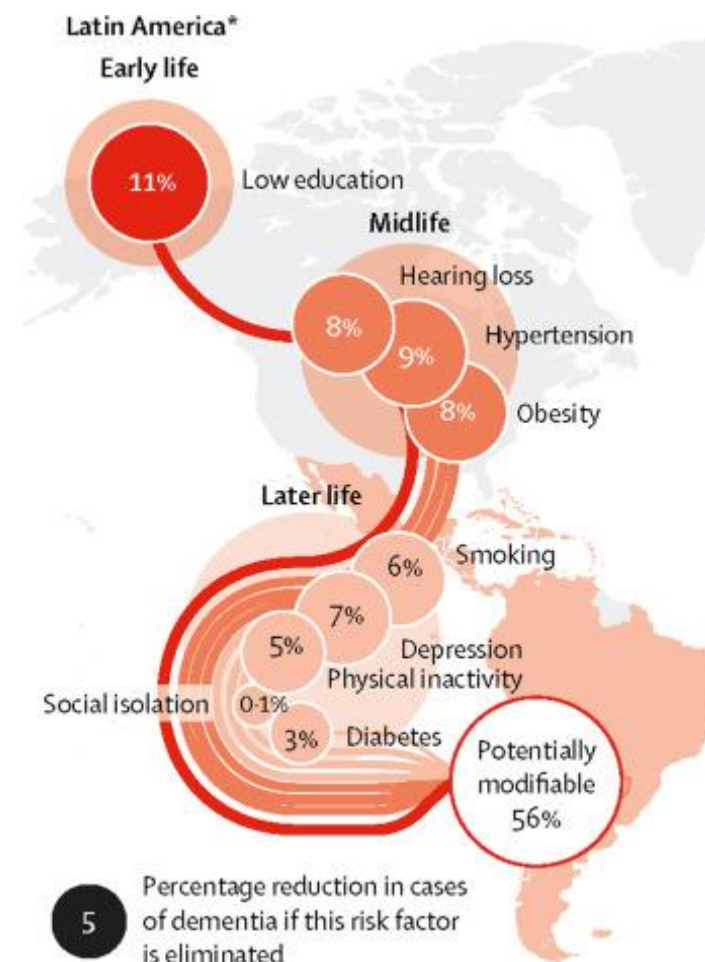 Latin America*
Early life
11%
Low education
Midlife
Hearing loss
8%
Hypertension
9%
8%
Obesity
Later life
Smoking
6%
7%
Depression
5%
Physical inactivity
Social isolation
0·1%
3%
Diabetes
Potentially
modifiable
56%
5
Percentage reduction in cases
of dementia if this risk factor
is eliminated